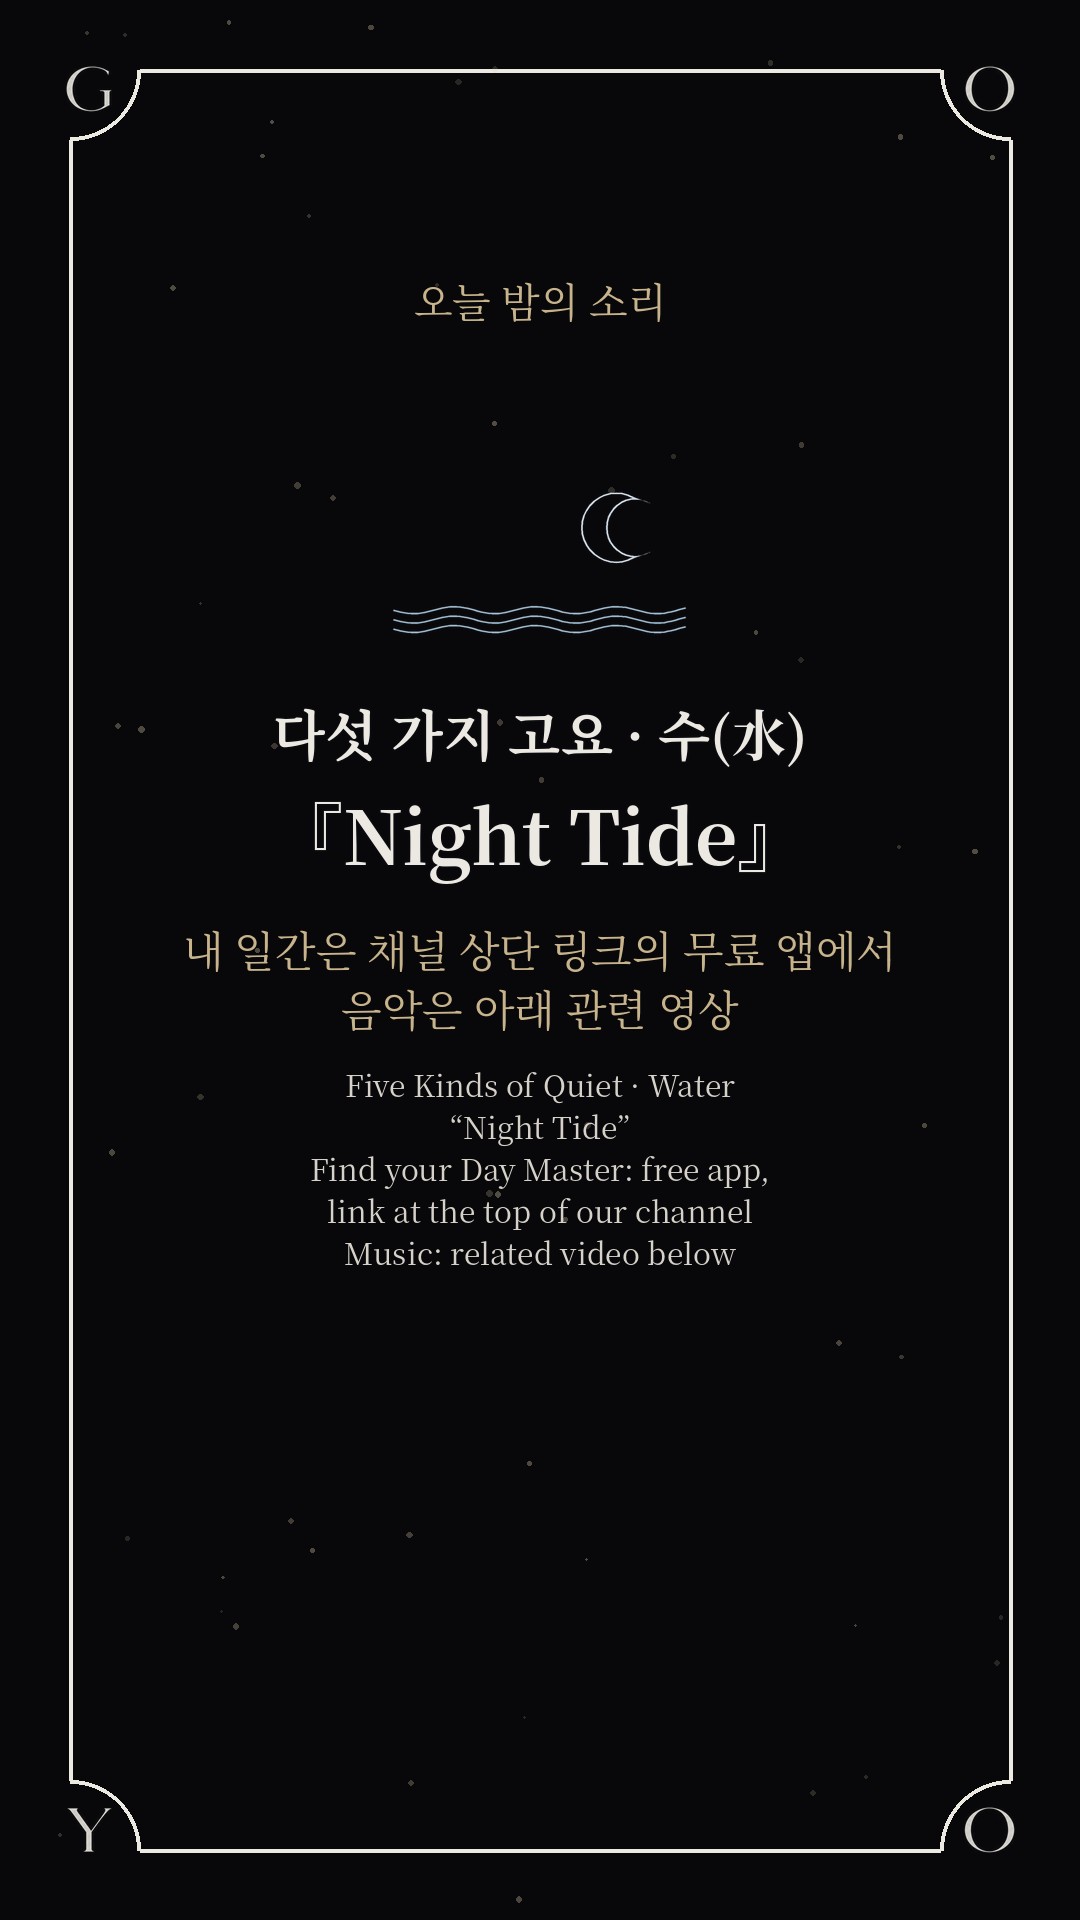 G O
오늘 밤의 소리
다섯 가지 고요 · 수(水)
『Night Tide』
내 일간은 채널 상단 링크의 무료 앱에서
음악은 아래 관련 영상
Five Kinds of Quiet · Water
“Night Tide”
Find your Day Master: free app,
link at the top of our channel
Music: related video below
Y O